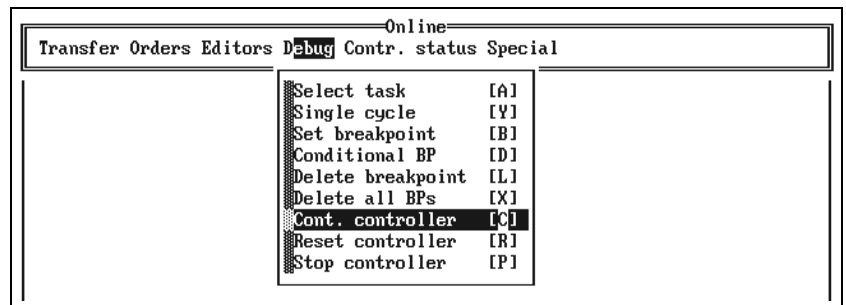 Online
Transfer Orders Editors Debug Contr. status Special
Select task [A]
Single cycle [Y]
Set breakpoint [B]
Conditional BP [D]
Delete breakpoint [L]
Delete all BPs [X]
Cont. controller [C]
Reset controller [R]
Stop controller [P]